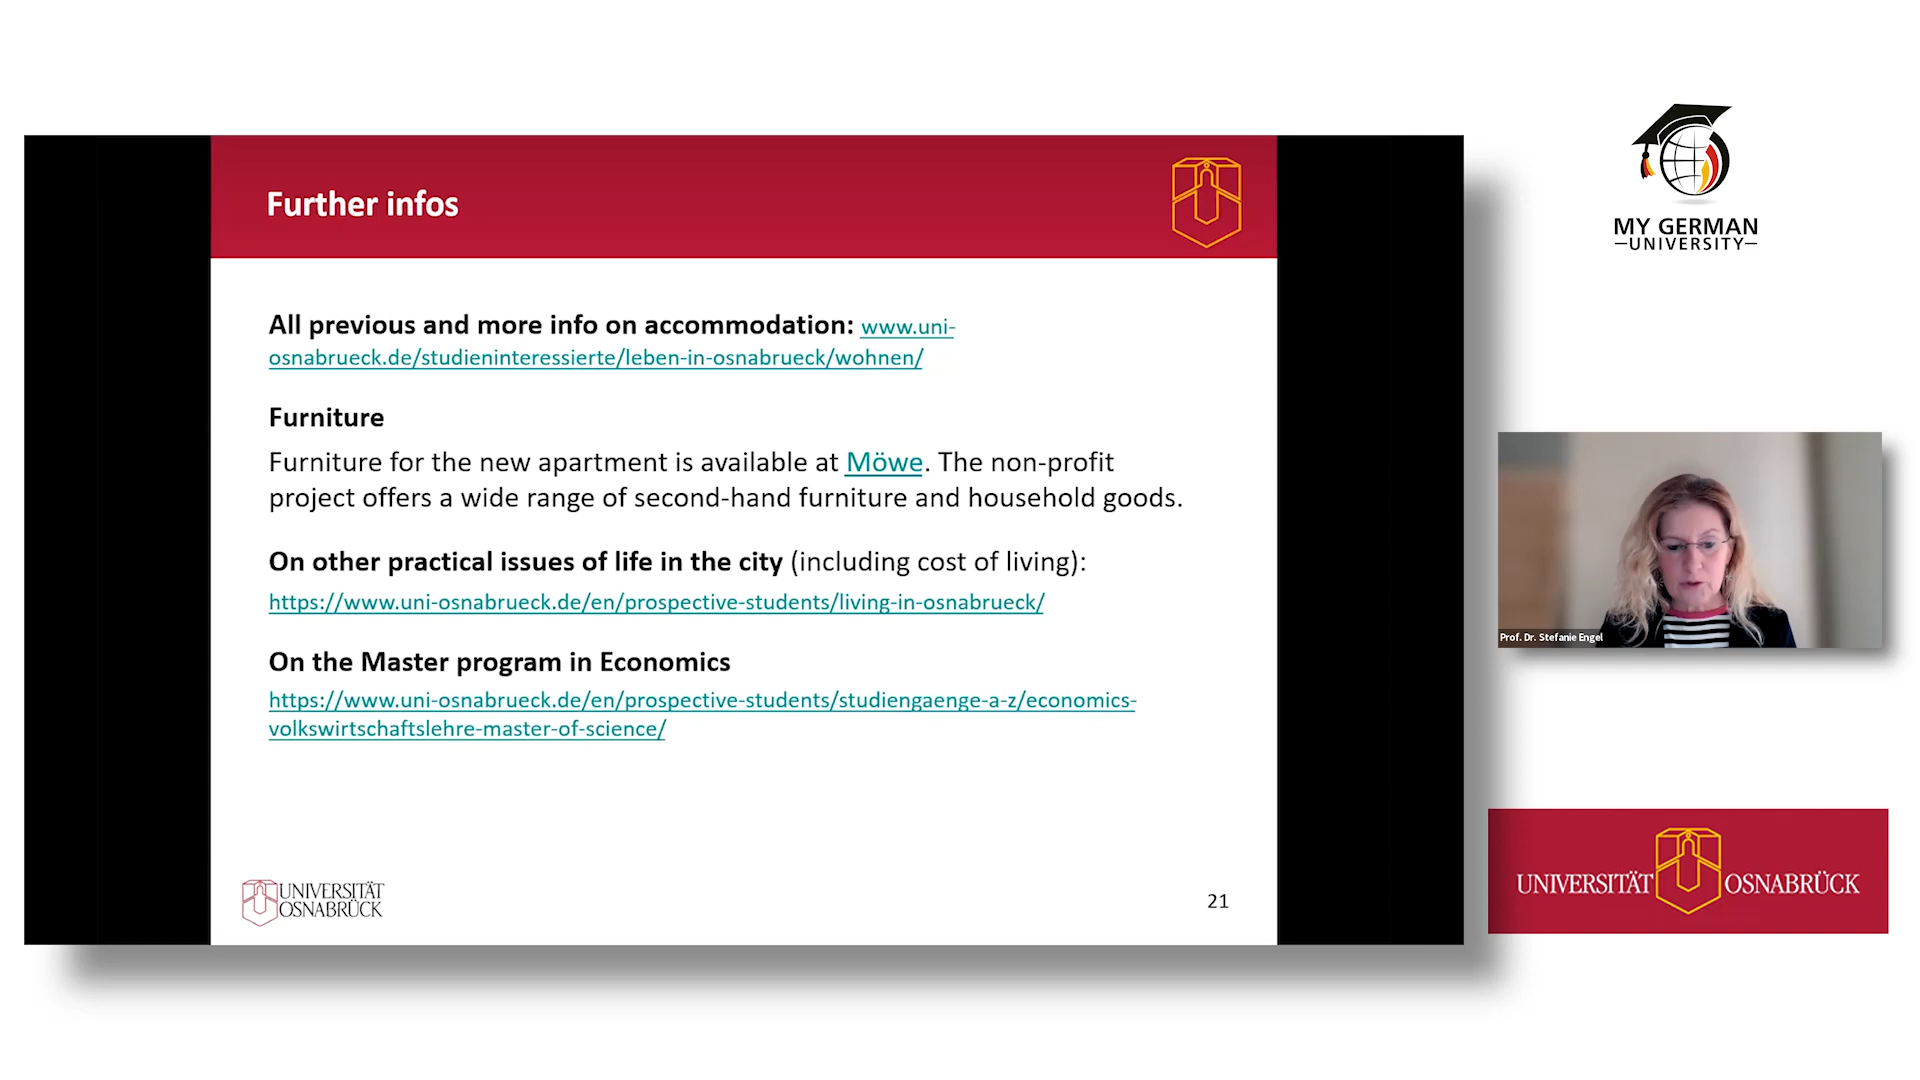 Further infos
All previous and more info on accommodation: www.uni-
osnabrueck.de/studieninteressierte/leben-in-osnabrueck/wohnen/
Furniture
Furniture for the new apartment is available at Möwe. The non-profit
project offers a wide range of second-hand furniture and household goods.
On other practical issues of life in the city (including cost of living):
https://www.uni-osnabrueck.de/en/prospective-students/living-in-osnabrueck/
On the Master program in Economics
https://www.uni-osnabrueck.de/en/prospective-students/studiengaenge-a-z/economics-
volkswirtschaftslehre-master-of-science/
UNIVERSITÄT
OSNABRÜCK
21
MY GERMAN
UNIVERSITY
Prof. Dr. Stefanie Engel
UNIVERSITÄT OSNABRÜCK